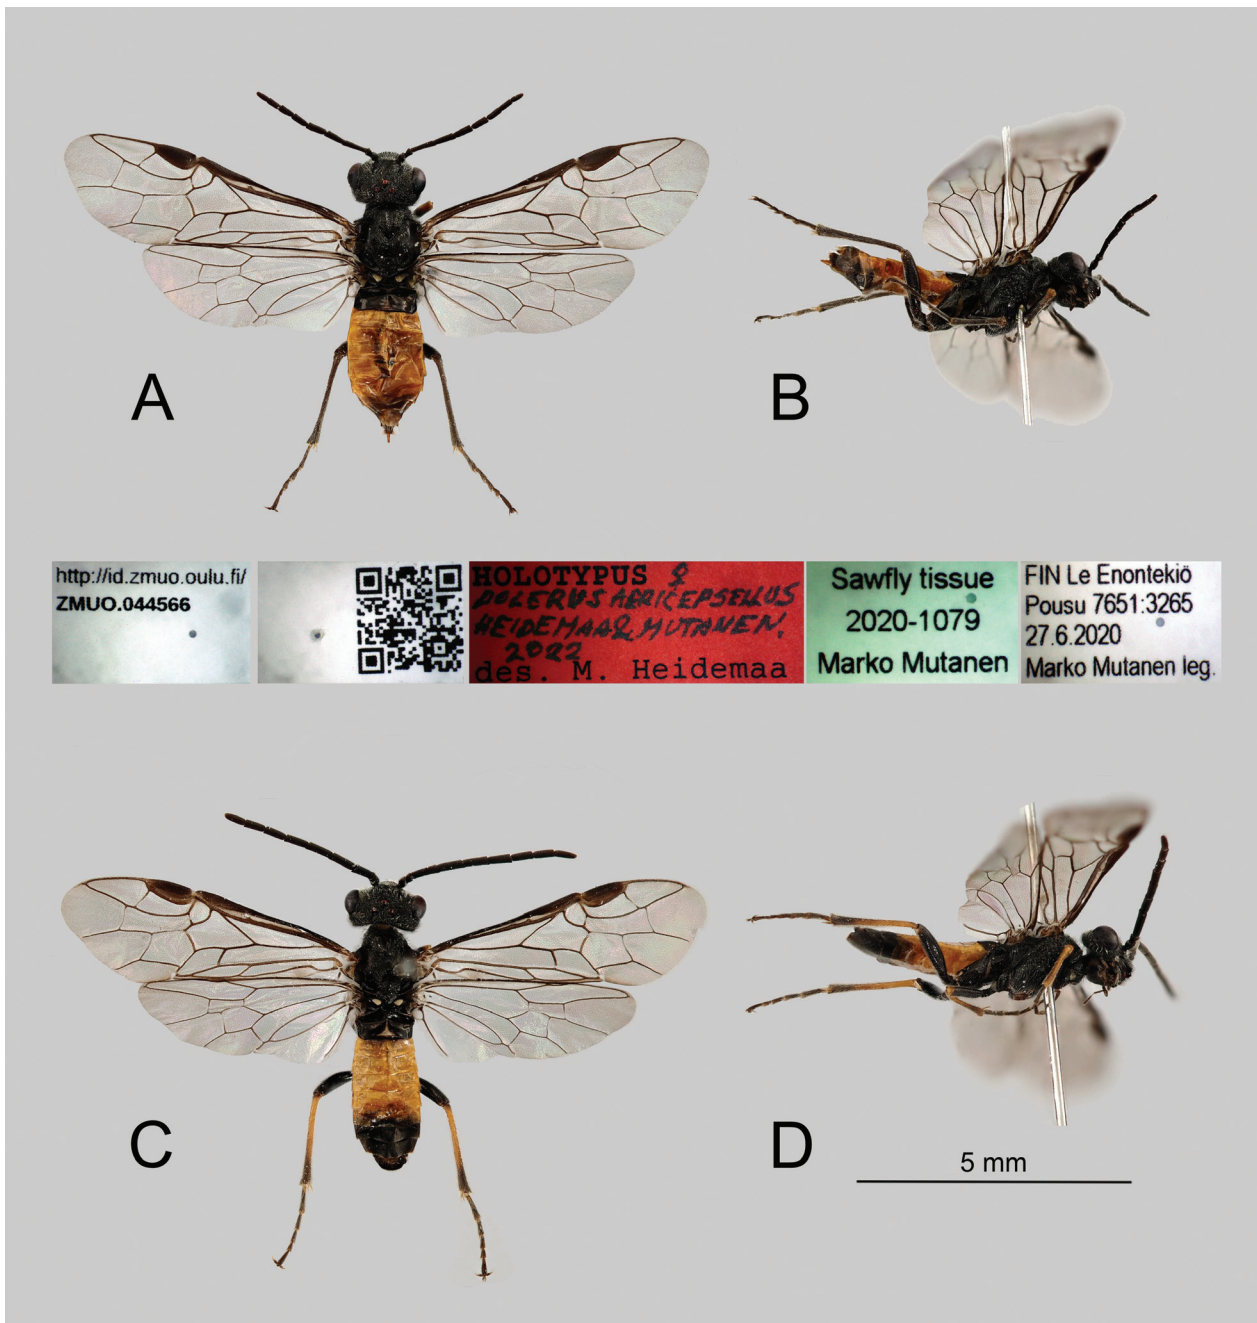 A
B
http://id.zmuo.oulu.fi/
ZMUO.044566
HOLOTYPUS ♀
DOLERUS AERICEPSELLUS
HEIDEMAA & MUTANEN,
2022
des. M. Heidemaa
Sawfly tissue
2020-1079
Marko Mutanen
FIN Le Enontekiö
Pousu 7651:3265
27.6.2020
Marko Mutanen leg.
C
D
5 mm